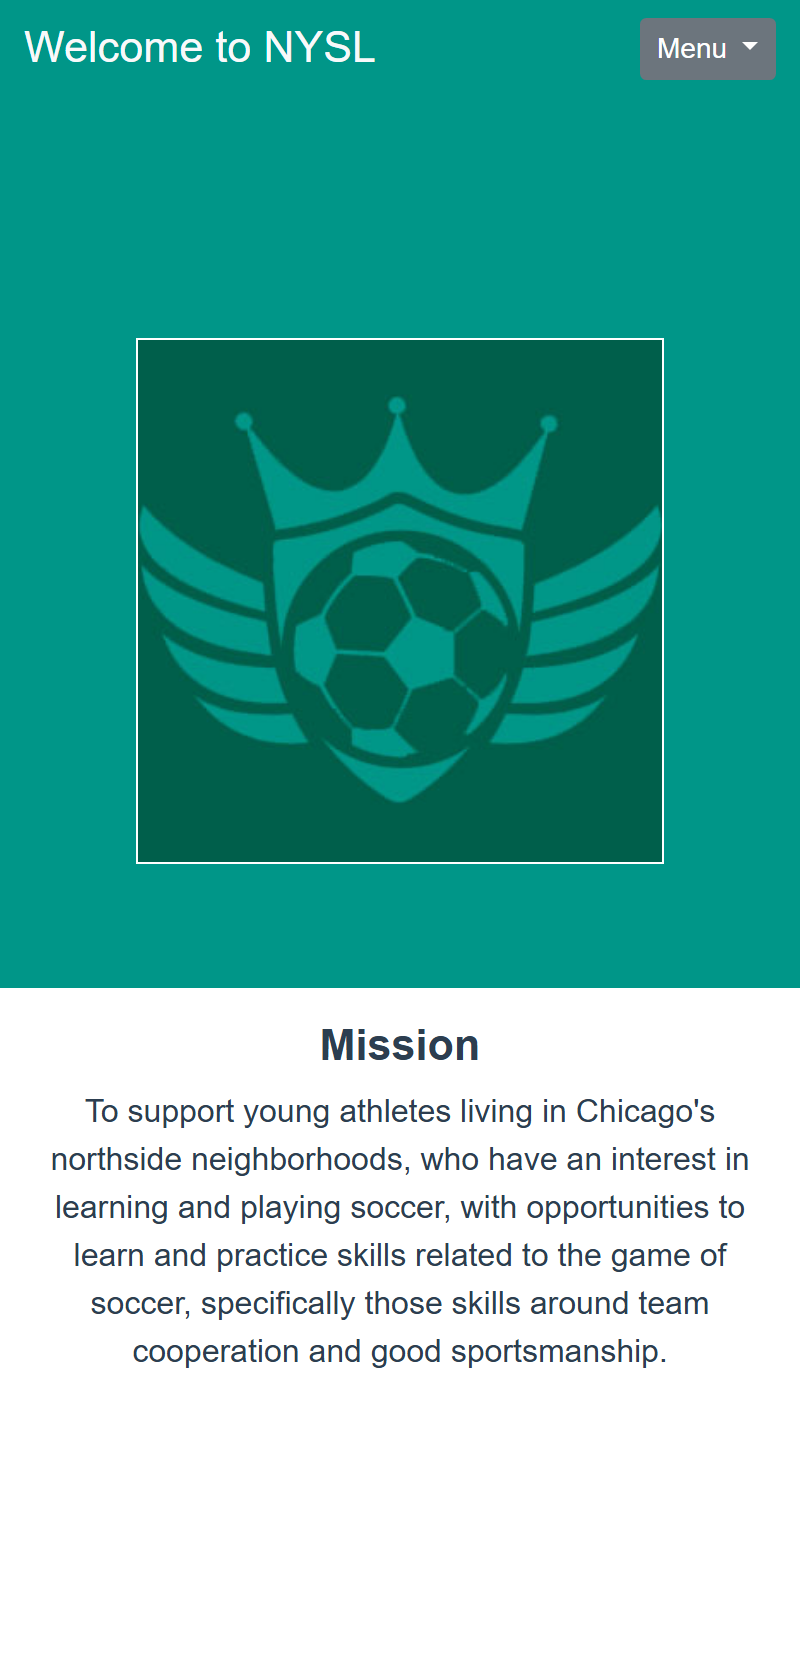 Welcome to NYSL
Menu
Mission
To support young athletes living in Chicago's
northside neighborhoods, who have an interest in
learning and playing soccer, with opportunities to
learn and practice skills related to the game of
soccer, specifically those skills around team
cooperation and good sportsmanship.